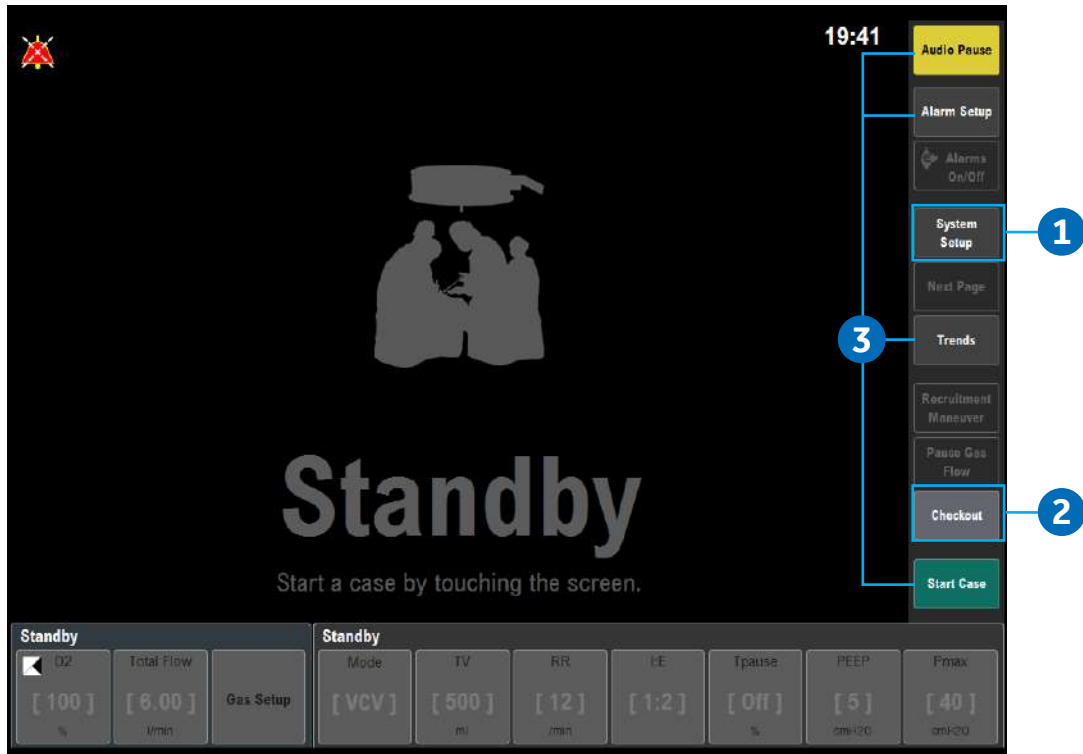 19:41
Audio Pause
Alarm Setup
Alarms
On/Off
System
Setup
1
Next Page
3
Trends
Recruitment
Maneuver
Pause Gas
Flow
Checkout
2
Standby
Start a case by touching the screen.
Start Case
Standby
O2
Total Flow
Gas Setup
[ 100 ]
[ 6.00 ]
%
l/min
Standby
Mode
TV
RR
I:E
Tpause
PEEP
Pmax
[ VCV ]
[ 500 ]
[ 12 ]
[ 1:2 ]
[ Off ]
[ 5 ]
[ 40 ]
ml
/min
%
cmH2O
cmH2O